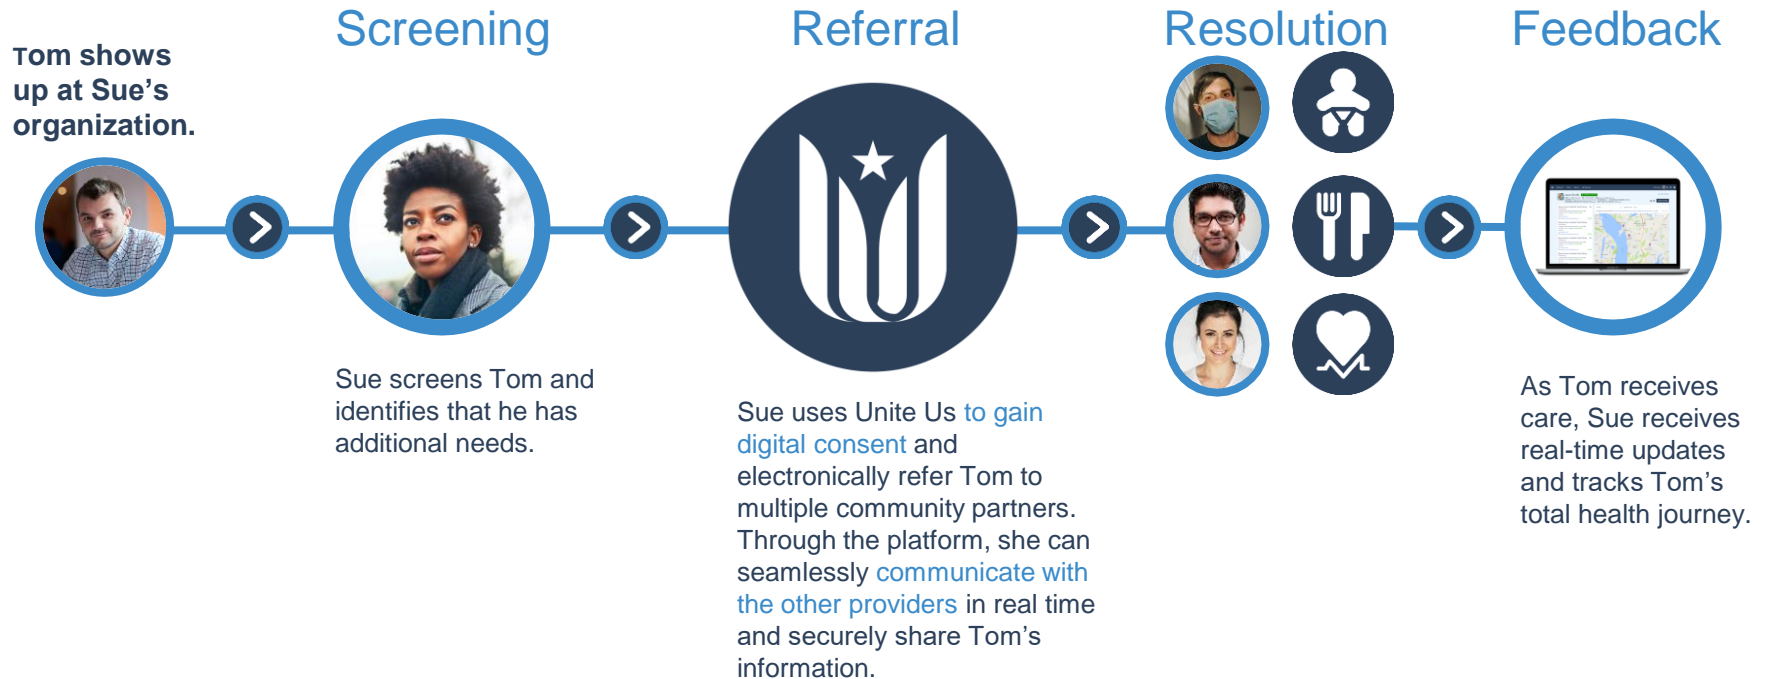 Tom shows
up at Sue’s
organization.
Screening
Sue screens Tom and
identifies that he has
additional needs.
Referral
Sue uses Unite Us to gain
digital consent and
electronically refer Tom to
multiple community partners.
Through the platform, she can
seamlessly communicate with
the other providers in real time
and securely share Tom’s
information.
Resolution
Feedback
As Tom receives
care, Sue receives
real-time updates
and tracks Tom’s
total health journey.